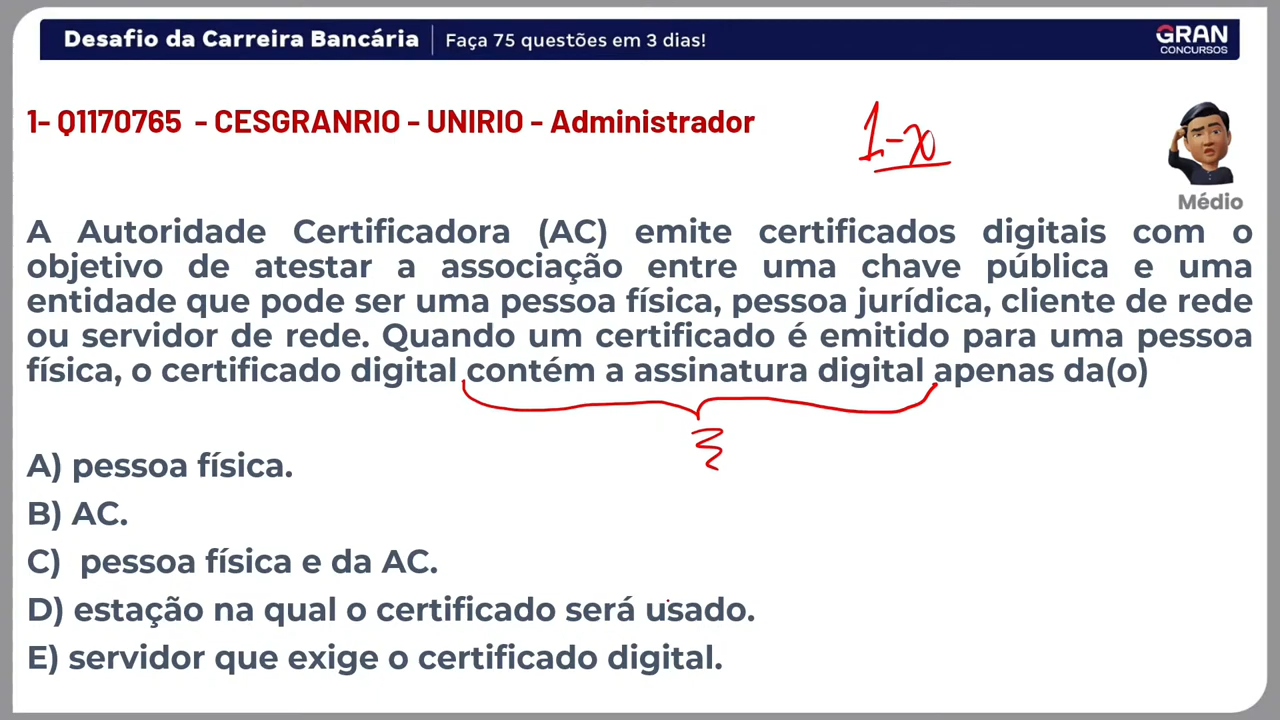 Desafio da Carreira Bancária | Faça 75 questões em 3 dias!
GRAN
CONCURSOS
1- Q1170765 - CESGRANRIO - UNIRIO - Administrador
Médio
A Autoridade Certificadora (AC) emite certificados digitais com o
objetivo de atestar a associação entre uma chave pública e uma
entidade que pode ser uma pessoa física, pessoa jurídica, cliente de rede
ou servidor de rede. Quando um certificado é emitido para uma pessoa
física, o certificado digital contém a assinatura digital apenas da(o)
A) pessoa física.
B) AC.
C) pessoa física e da AC.
D) estação na qual o certificado será usado.
E) servidor que exige o certificado digital.